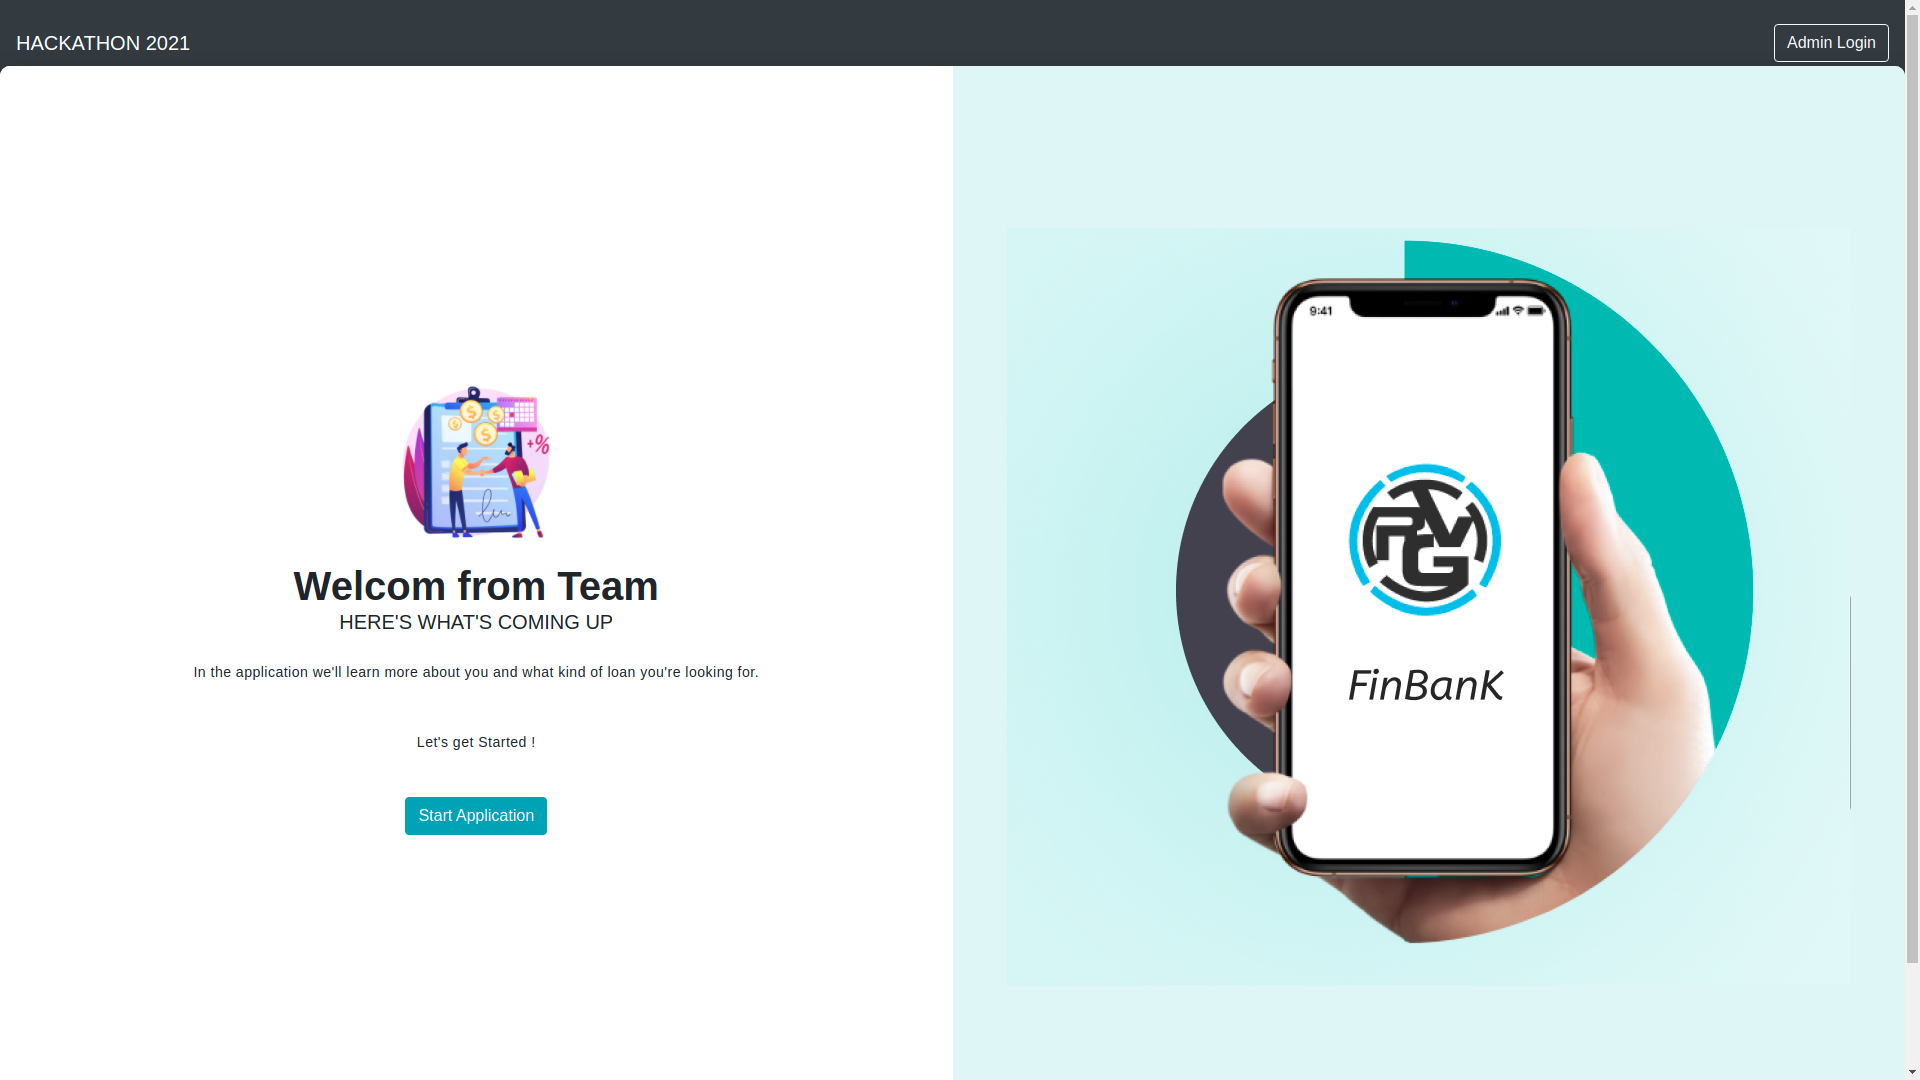 HACKATHON 2021
Admin Login
Welcom from Team
HERE'S WHAT'S COMING UP
In the application we'll learn more about you and what kind of loan you're looking for.
Let's get Started !
Start Application
+%
9:41
RVG
FinBanK